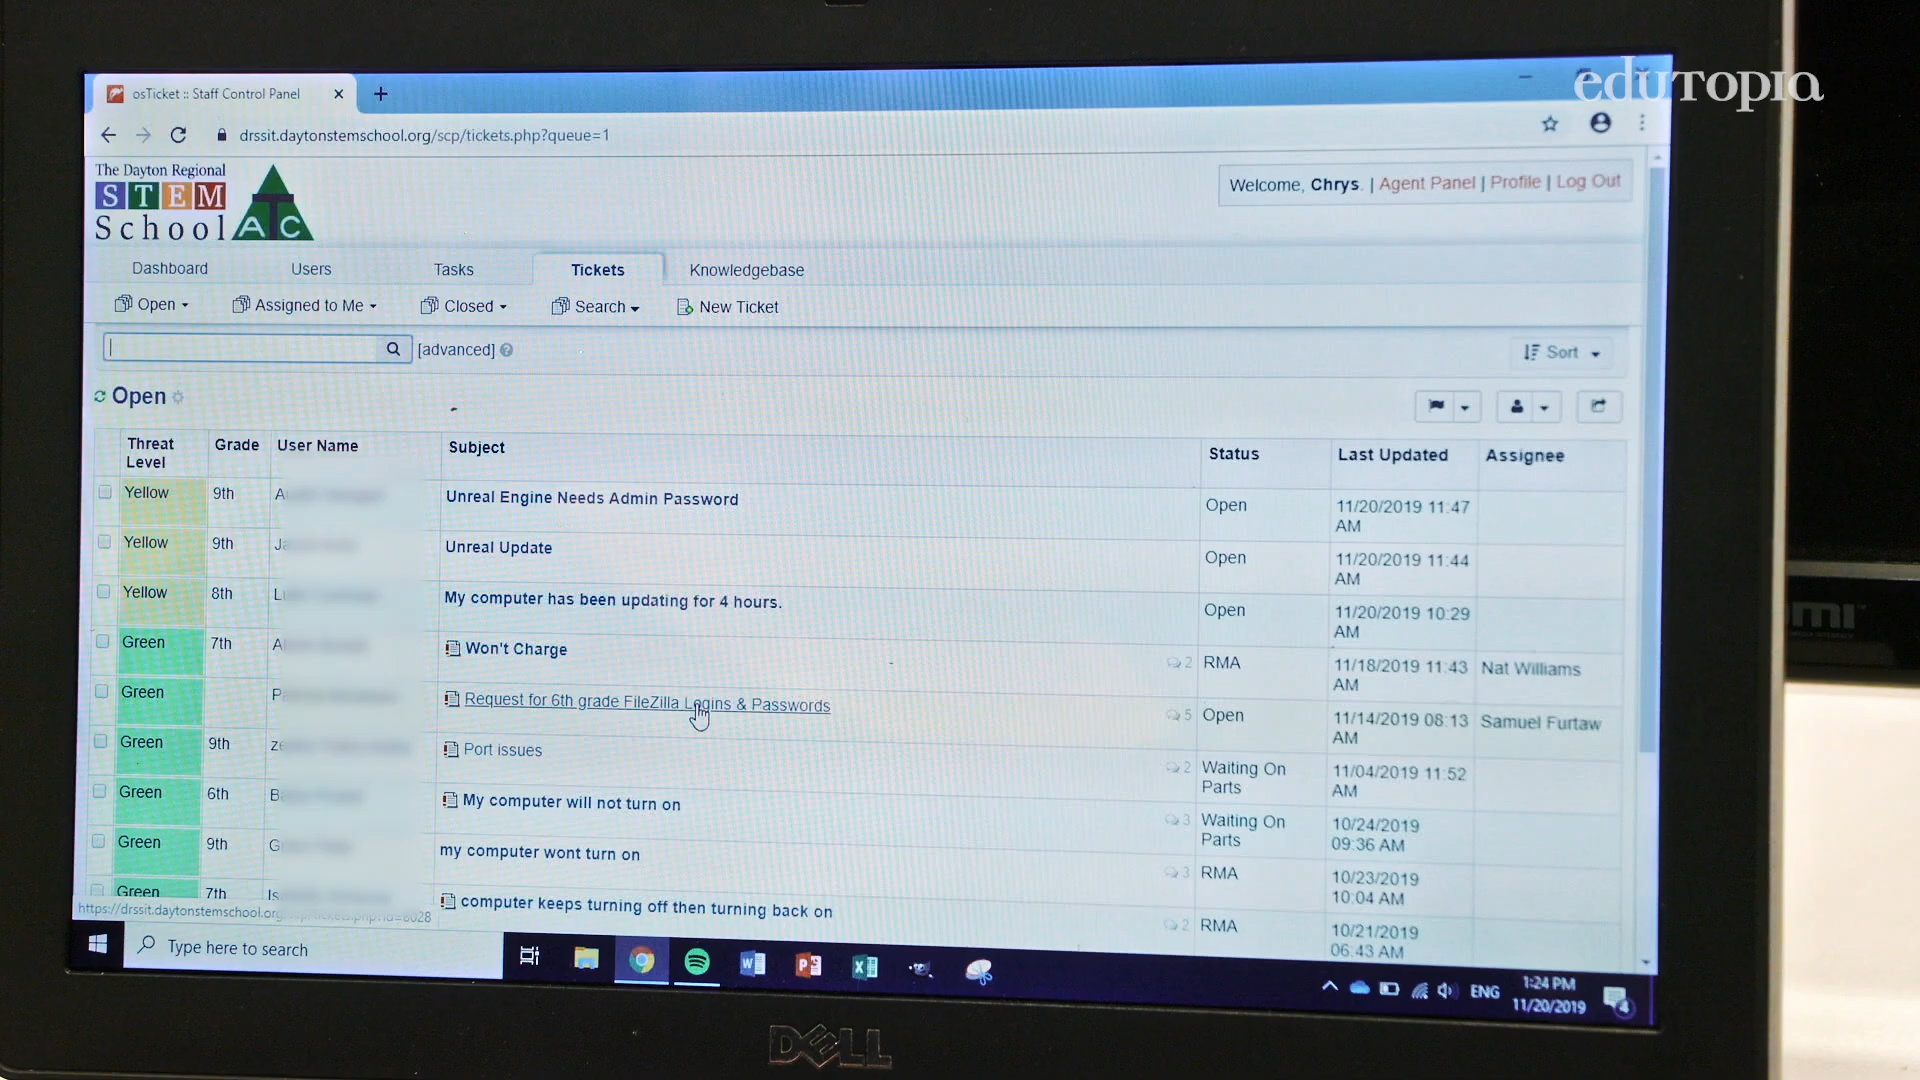 edutopia
osTicket :: Staff Control Panel
drssit.daytonstemschool.org/scp/tickets.php?queue=1
The Dayton Regional
STEM
School
ATC
Welcome, Chrys. | Agent Panel | Profile | Log Out
Dashboard Users Tasks Tickets Knowledgebase
Open Assigned to Me Closed Search New Ticket
[advanced]
Sort
Open
Threat Level Grade User Name Subject Status Last Updated Assignee
Yellow 9th A Unreal Engine Needs Admin Password Open 11/20/2019 11:47 AM
Yellow 9th J Unreal Update Open 11/20/2019 11:44 AM
Yellow 8th L My computer has been updating for 4 hours. Open 11/20/2019 10:29 AM
Green 7th A Won't Charge 2 RMA 11/18/2019 11:43 AM Nat Williams
Green P Request for 6th grade FileZilla Logins & Passwords 5 Open 11/14/2019 08:13 AM Samuel Furtaw
Green 9th Z Port issues 2 Waiting On Parts 11/04/2019 11:52 AM
Green 6th B My computer will not turn on 3 Waiting On Parts 10/24/2019 09:36 AM
Green 9th G my computer wont turn on 3 RMA 10/23/2019 10:04 AM
Green 7th Is computer keeps turning off then turning back on 2 RMA 10/21/2019 06:43 AM
https://drssit.daytonstemschool.org
Type here to search
ENG
1:24 PM
11/20/2019
4
DELL